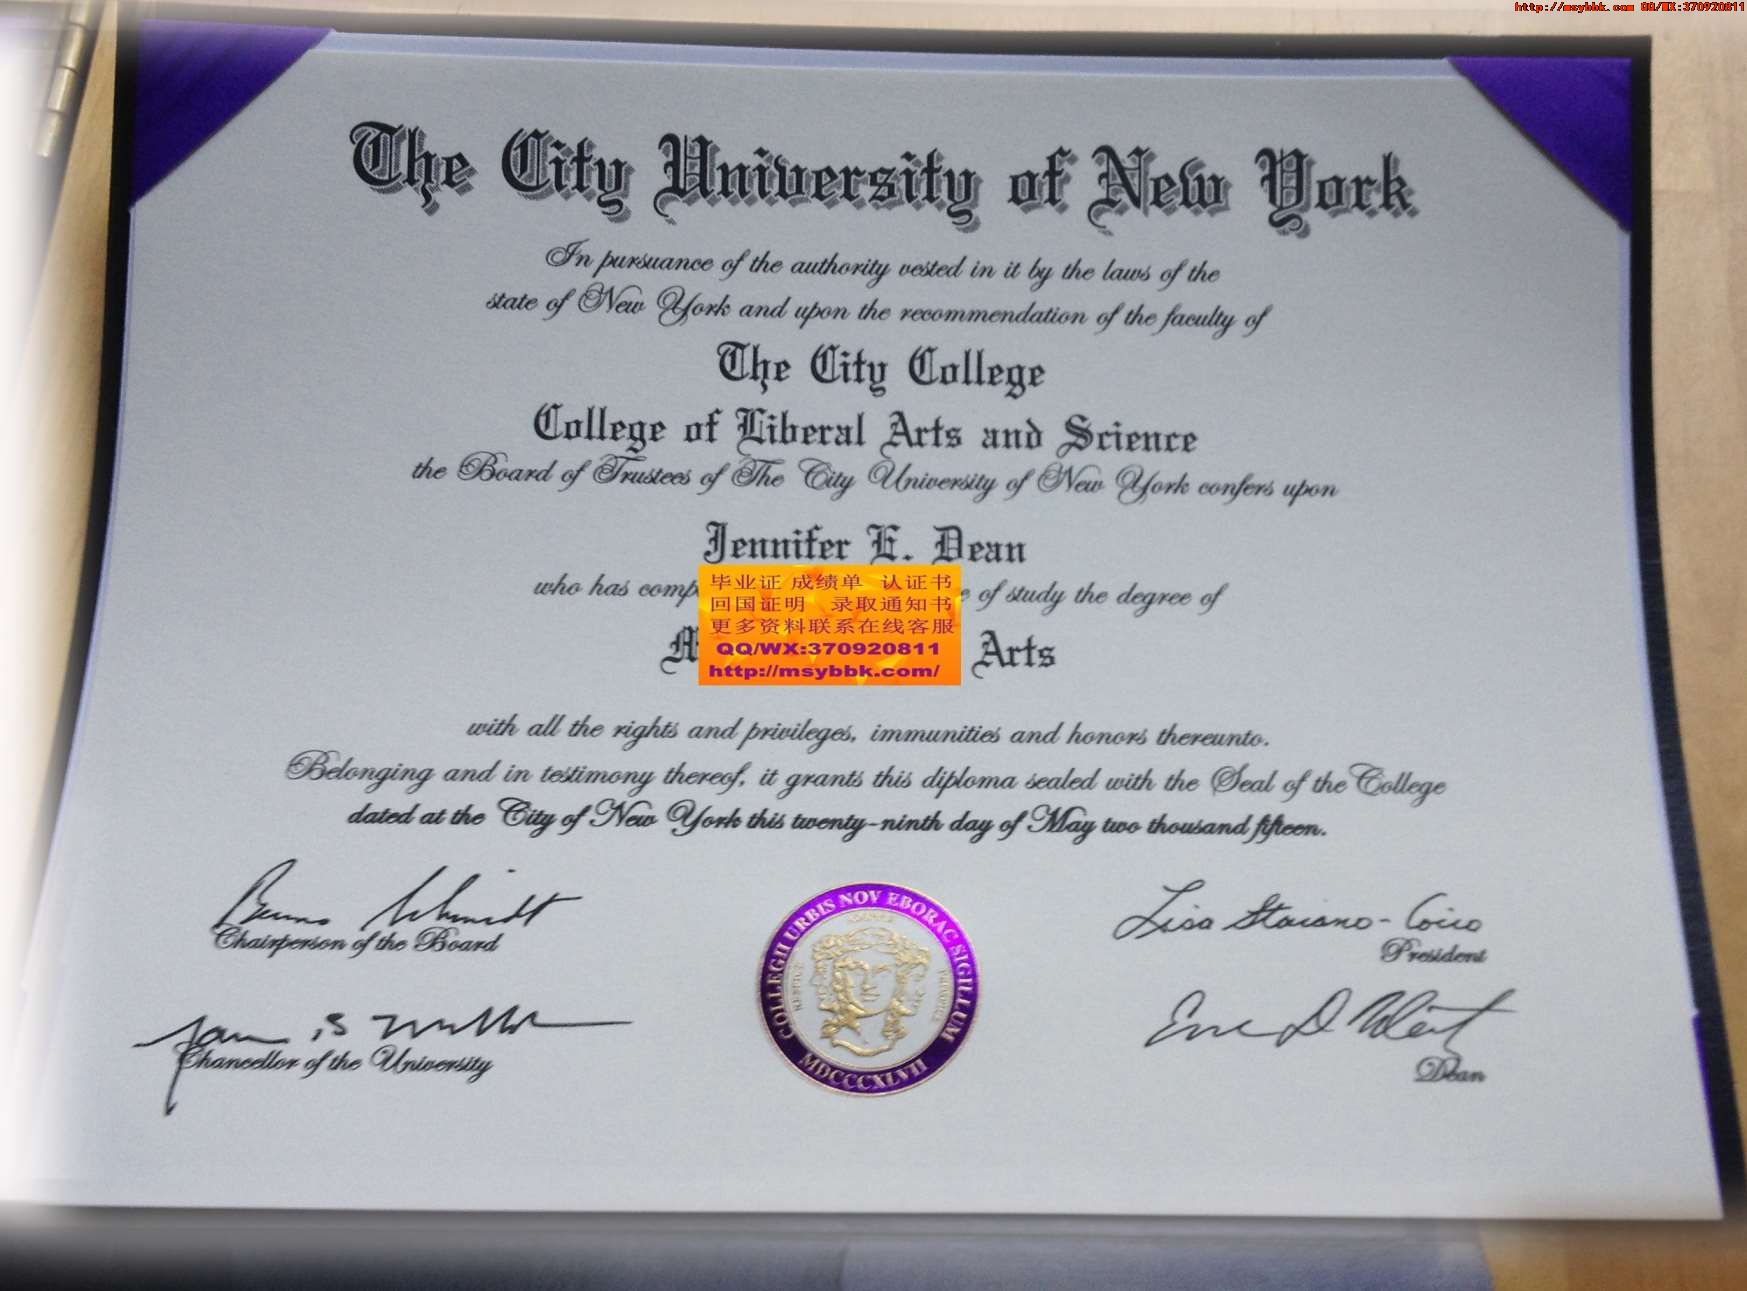 http://msybbk.com QQ/WX:370920811
The City University of New York
In pursuance of the authority vested in it by the laws of the
state of New York and upon the recommendation of the faculty of
The City College
College of Liberal Arts and Science
the Board of Trustees of The City University of New York confers upon
Jennifer E. Dean
who has comp of study the degree of
毕业证 成绩单 认证书
回国证明 录取通知书
更多资料联系在线客服
QQ/WX:370920811
http://msybbk.com/
M Arts
with all the rights and privileges, immunities and honors thereunto.
Belonging and in testimony thereof, it grants this diploma sealed with the Seal of the College
dated at the City of New York this twenty-ninth day of May two thousand fifteen.
Benno Schmidt
Chairperson of the Board
Lisa Staiano-Coico
President
Chancellor of the University
Dean
COLLEGII URBIS NOV EBORAC SIGILLUM
RESPICE ADSPICE PROSPICE
MDCCCXLVII